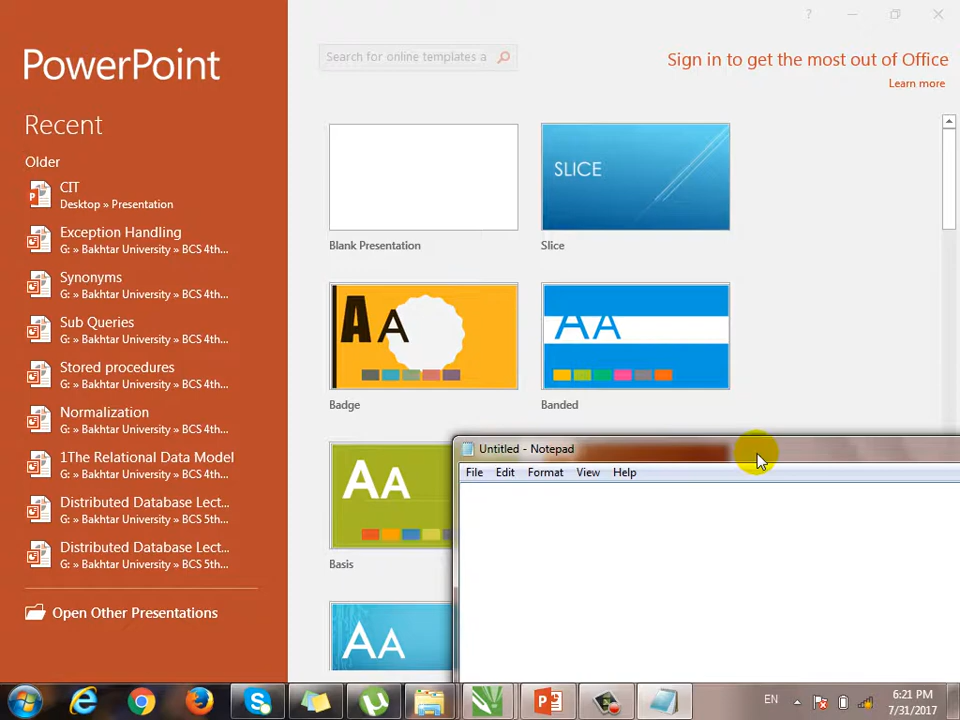 PowerPoint
Recent
Older
CIT
Desktop » Presentation
Exception Handling
G: » Bakhtar University » BCS 4th...
Synonyms
G: » Bakhtar University » BCS 4th...
Sub Queries
G: » Bakhtar University » BCS 4th...
Stored procedures
G: » Bakhtar University » BCS 4th...
Normalization
G: » Bakhtar University » BCS 4th...
1The Relational Data Model
G: » Bakhtar University » BCS 4th...
Distributed Database Lect...
G: » Bakhtar University » BCS 5th...
Distributed Database Lect...
G: » Bakhtar University » BCS 5th...
Open Other Presentations
?
Search for online templates a
Sign in to get the most out of Office
Learn more
Blank Presentation
SLICE
Slice
AA
Badge
AA
Banded
AA
Basis
AA
Untitled - Notepad
File Edit Format View Help
EN
6:21 PM
7/31/2017